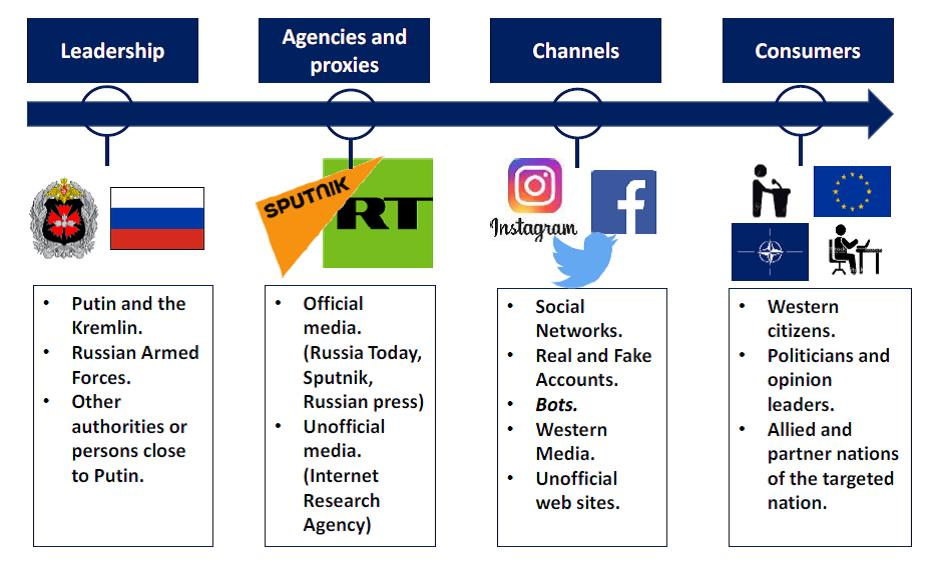 Leadership
Agencies and
proxies
Channels
Consumers
SPUTNIK
RT
Instagram
• Putin and the
Kremlin.
• Russian Armed
Forces.
• Other
authorities or
persons close
to Putin.
• Official
media.
(Russia Today,
Sputnik,
Russian press)
• Unofficial
media.
(Internet
Research
Agency)
• Social
Networks.
• Real and Fake
Accounts.
• Bots.
• Western
Media.
• Unofficial
web sites.
• Western
citizens.
• Politicians and
opinion
leaders.
• Allied and
partner nations
of the targeted
nation.